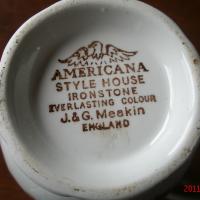 AMERICANA
STYLE HOUSE
IRONSTONE
EVERLASTING COLOUR
J.& G. Meakin
ENGLAND
2011